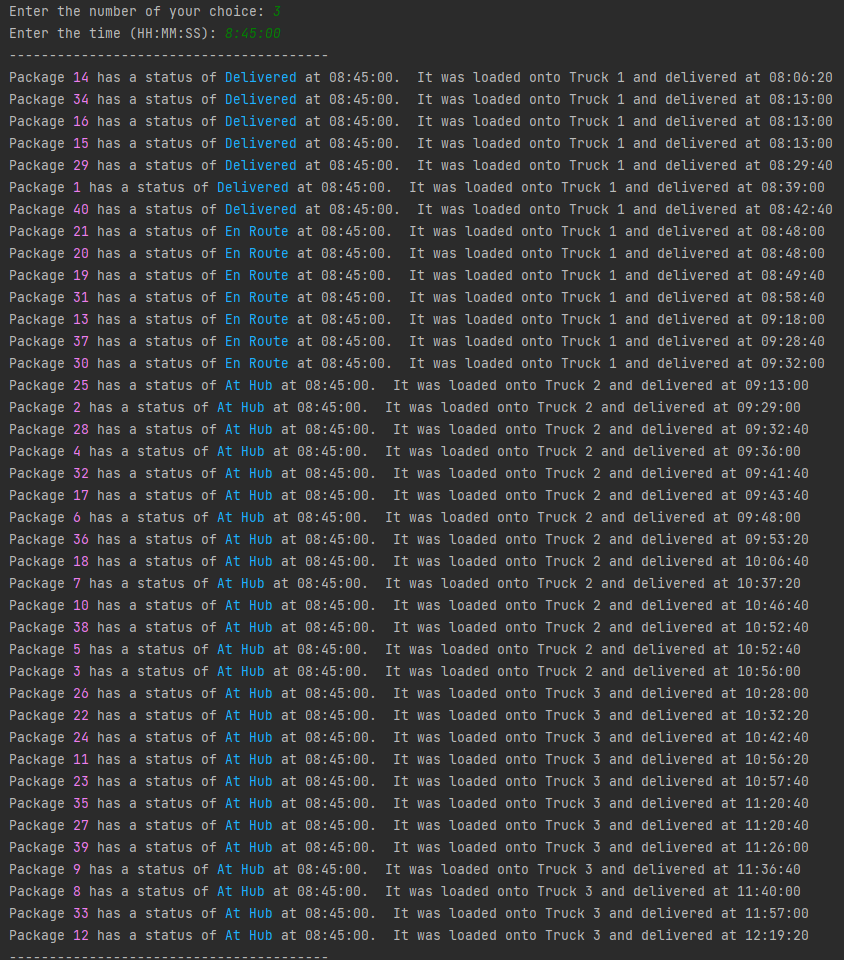 Enter the number of your choice: 3
Enter the time (HH:MM:SS): 8:45:00
----------------------------------------
Package 14 has a status of Delivered at 08:45:00.  It was loaded onto Truck 1 and delivered at 08:06:20
Package 34 has a status of Delivered at 08:45:00.  It was loaded onto Truck 1 and delivered at 08:13:00
Package 16 has a status of Delivered at 08:45:00.  It was loaded onto Truck 1 and delivered at 08:13:00
Package 15 has a status of Delivered at 08:45:00.  It was loaded onto Truck 1 and delivered at 08:13:00
Package 29 has a status of Delivered at 08:45:00.  It was loaded onto Truck 1 and delivered at 08:29:40
Package 1 has a status of Delivered at 08:45:00.  It was loaded onto Truck 1 and delivered at 08:39:00
Package 40 has a status of Delivered at 08:45:00.  It was loaded onto Truck 1 and delivered at 08:42:40
Package 21 has a status of En Route at 08:45:00.  It was loaded onto Truck 1 and delivered at 08:48:00
Package 20 has a status of En Route at 08:45:00.  It was loaded onto Truck 1 and delivered at 08:48:00
Package 19 has a status of En Route at 08:45:00.  It was loaded onto Truck 1 and delivered at 08:49:40
Package 31 has a status of En Route at 08:45:00.  It was loaded onto Truck 1 and delivered at 08:58:40
Package 13 has a status of En Route at 08:45:00.  It was loaded onto Truck 1 and delivered at 09:18:00
Package 37 has a status of En Route at 08:45:00.  It was loaded onto Truck 1 and delivered at 09:28:40
Package 30 has a status of En Route at 08:45:00.  It was loaded onto Truck 1 and delivered at 09:32:00
Package 25 has a status of At Hub at 08:45:00.  It was loaded onto Truck 2 and delivered at 09:13:00
Package 2 has a status of At Hub at 08:45:00.  It was loaded onto Truck 2 and delivered at 09:29:00
Package 28 has a status of At Hub at 08:45:00.  It was loaded onto Truck 2 and delivered at 09:32:40
Package 4 has a status of At Hub at 08:45:00.  It was loaded onto Truck 2 and delivered at 09:36:00
Package 32 has a status of At Hub at 08:45:00.  It was loaded onto Truck 2 and delivered at 09:41:40
Package 17 has a status of At Hub at 08:45:00.  It was loaded onto Truck 2 and delivered at 09:43:40
Package 6 has a status of At Hub at 08:45:00.  It was loaded onto Truck 2 and delivered at 09:48:00
Package 36 has a status of At Hub at 08:45:00.  It was loaded onto Truck 2 and delivered at 09:53:20
Package 18 has a status of At Hub at 08:45:00.  It was loaded onto Truck 2 and delivered at 10:06:40
Package 7 has a status of At Hub at 08:45:00.  It was loaded onto Truck 2 and delivered at 10:37:20
Package 10 has a status of At Hub at 08:45:00.  It was loaded onto Truck 2 and delivered at 10:46:40
Package 38 has a status of At Hub at 08:45:00.  It was loaded onto Truck 2 and delivered at 10:52:40
Package 5 has a status of At Hub at 08:45:00.  It was loaded onto Truck 2 and delivered at 10:52:40
Package 3 has a status of At Hub at 08:45:00.  It was loaded onto Truck 2 and delivered at 10:56:00
Package 26 has a status of At Hub at 08:45:00.  It was loaded onto Truck 3 and delivered at 10:28:00
Package 22 has a status of At Hub at 08:45:00.  It was loaded onto Truck 3 and delivered at 10:32:20
Package 24 has a status of At Hub at 08:45:00.  It was loaded onto Truck 3 and delivered at 10:42:40
Package 11 has a status of At Hub at 08:45:00.  It was loaded onto Truck 3 and delivered at 10:56:20
Package 23 has a status of At Hub at 08:45:00.  It was loaded onto Truck 3 and delivered at 10:57:40
Package 35 has a status of At Hub at 08:45:00.  It was loaded onto Truck 3 and delivered at 11:20:40
Package 27 has a status of At Hub at 08:45:00.  It was loaded onto Truck 3 and delivered at 11:20:40
Package 39 has a status of At Hub at 08:45:00.  It was loaded onto Truck 3 and delivered at 11:26:00
Package 9 has a status of At Hub at 08:45:00.  It was loaded onto Truck 3 and delivered at 11:36:40
Package 8 has a status of At Hub at 08:45:00.  It was loaded onto Truck 3 and delivered at 11:40:00
Package 33 has a status of At Hub at 08:45:00.  It was loaded onto Truck 3 and delivered at 11:57:00
Package 12 has a status of At Hub at 08:45:00.  It was loaded onto Truck 3 and delivered at 12:19:20
----------------------------------------